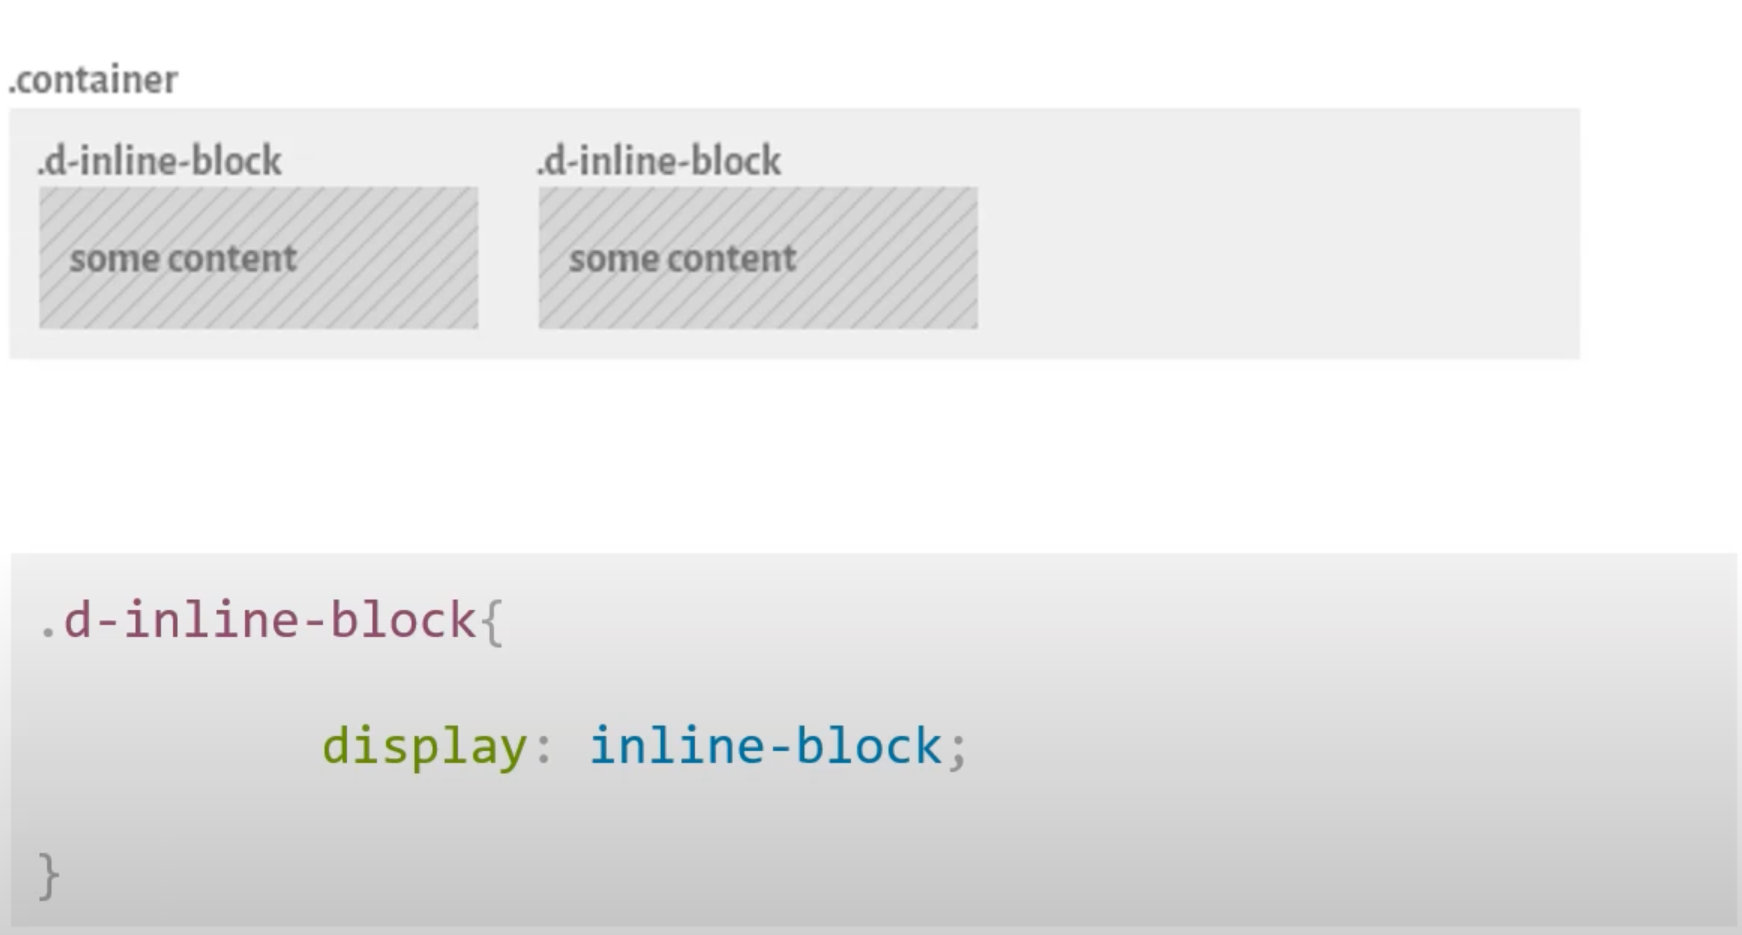 .container
.d-inline-block .d-inline-block
some content some content
.d-inline-block{
display: inline-block;
}